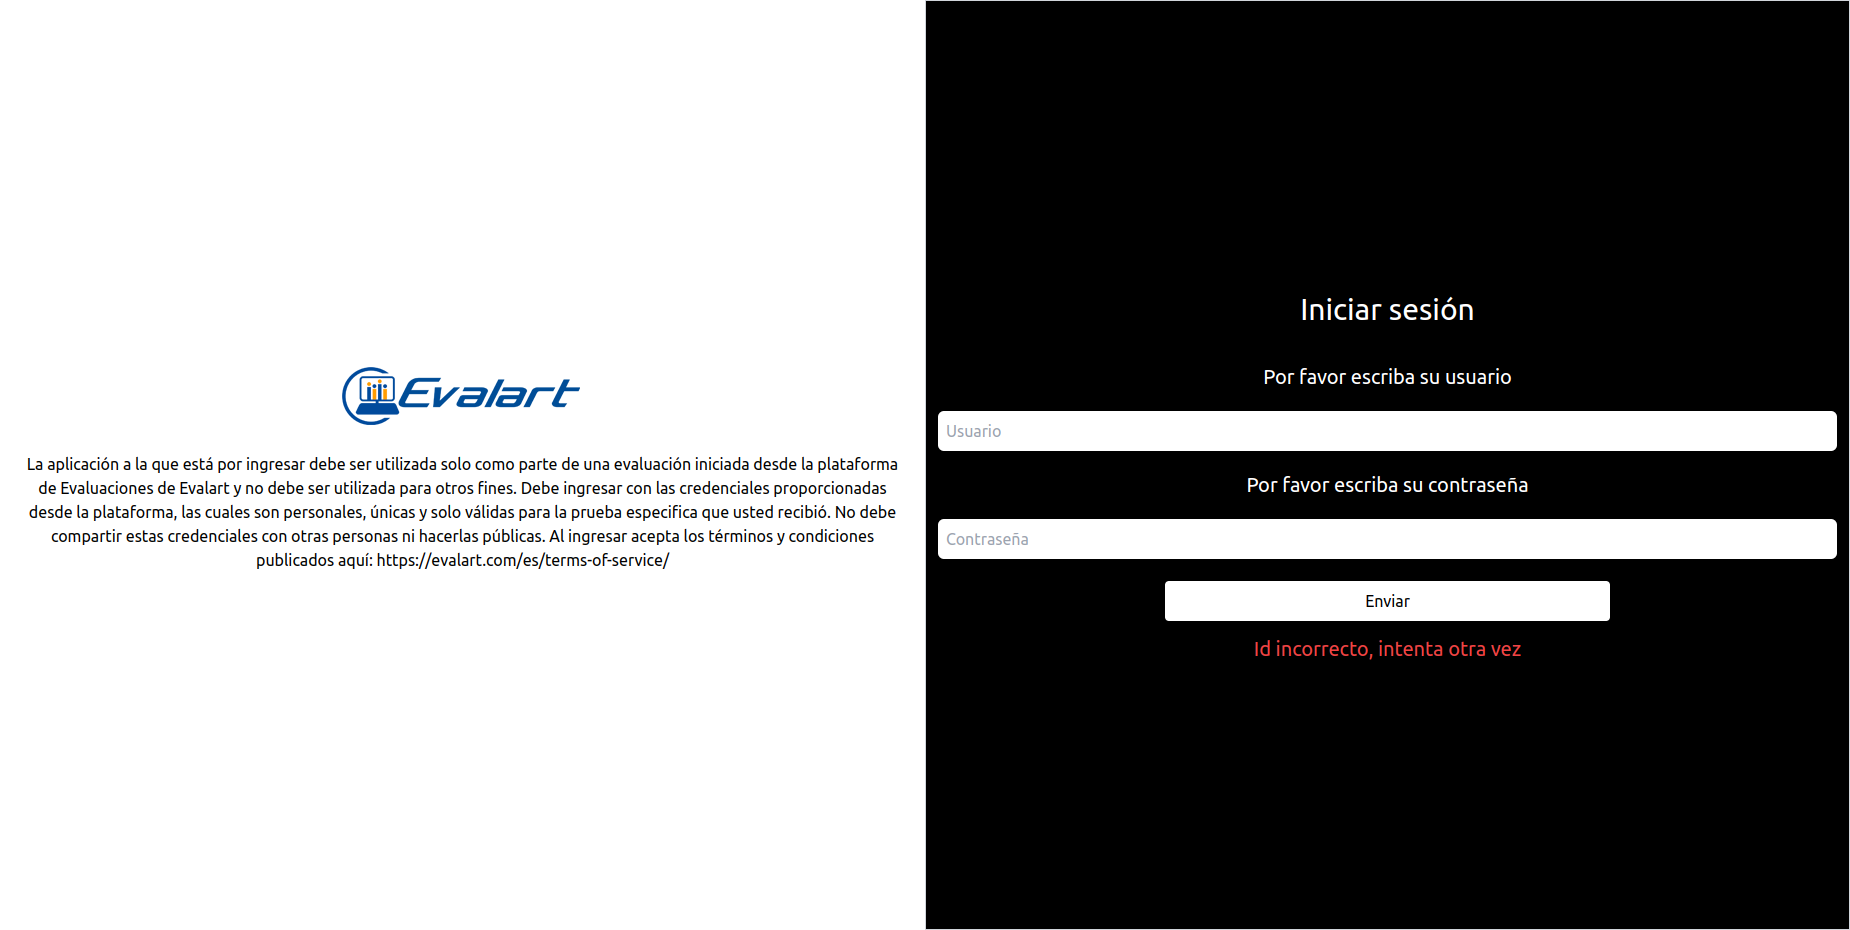 Evalart
La aplicación a la que está por ingresar debe ser utilizada solo como parte de una evaluación iniciada desde la plataforma
de Evaluaciones de Evalart y no debe ser utilizada para otros fines. Debe ingresar con las credenciales proporcionadas
desde la plataforma, las cuales son personales, únicas y solo válidas para la prueba especifica que usted recibió. No debe
compartir estas credenciales con otras personas ni hacerlas públicas. Al ingresar acepta los términos y condiciones
publicados aquí: https://evalart.com/es/terms-of-service/
Iniciar sesión
Por favor escriba su usuario
Usuario
Por favor escriba su contraseña
Contraseña
Enviar
Id incorrecto, intenta otra vez